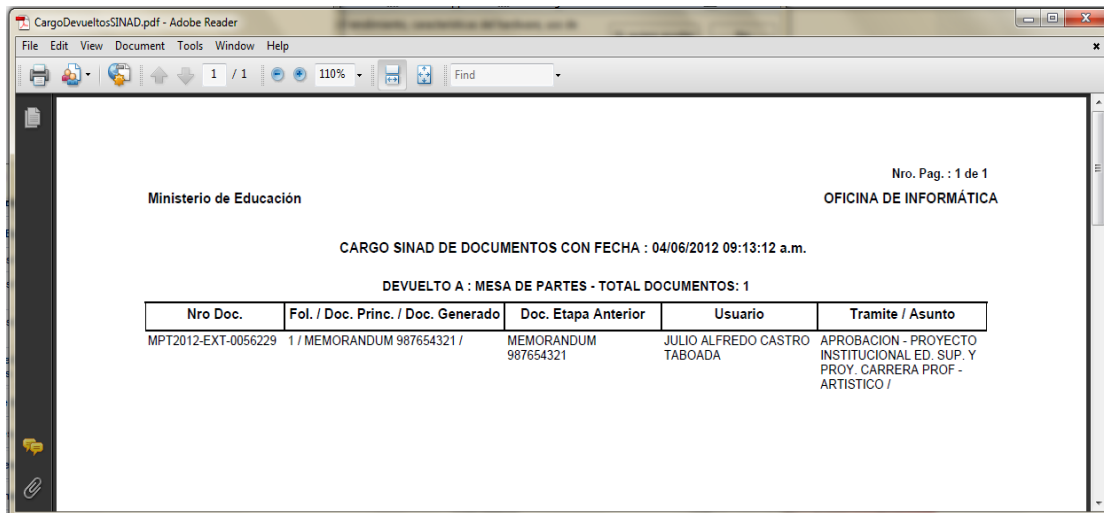 CargoDevueltosSINAD.pdf - Adobe Reader
File Edit View Document Tools Window Help
1 / 1 110% Find
Nro. Pag. : 1 de 1
Ministerio de Educación OFICINA DE INFORMÁTICA
CARGO SINAD DE DOCUMENTOS CON FECHA : 04/06/2012 09:13:12 a.m.
DEVUELTO A : MESA DE PARTES - TOTAL DOCUMENTOS: 1
Nro Doc. Fol. / Doc. Princ. / Doc. Generado Doc. Etapa Anterior Usuario Tramite / Asunto
MPT2012-EXT-0056229 1 / MEMORANDUM 987654321 / MEMORANDUM JULIO ALFREDO CASTRO APROBACION - PROYECTO
987654321 TABOADA INSTITUCIONAL ED. SUP. Y
PROY. CARRERA PROF -
ARTISTICO /